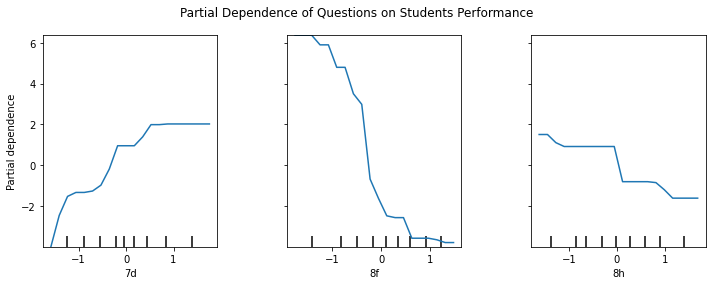 Partial Dependence of Questions on Students Performance
Partial dependence
6
4
2
0
−2
−1
0
1
7d
−1
0
1
8f
−1
0
1
8h